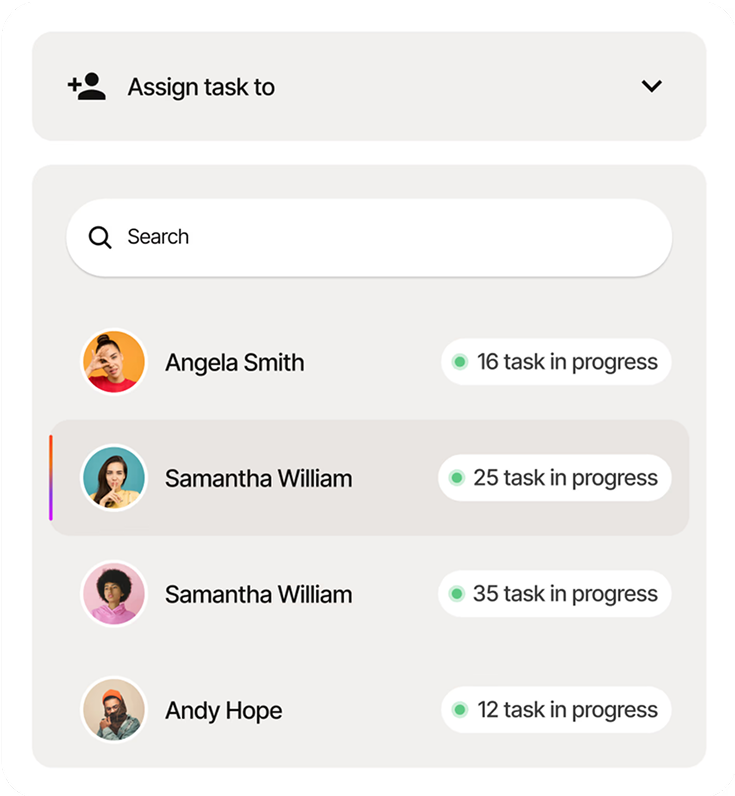 Assign task to
Search
Angela Smith 16 task in progress
Samantha William 25 task in progress
Samantha William 35 task in progress
Andy Hope 12 task in progress